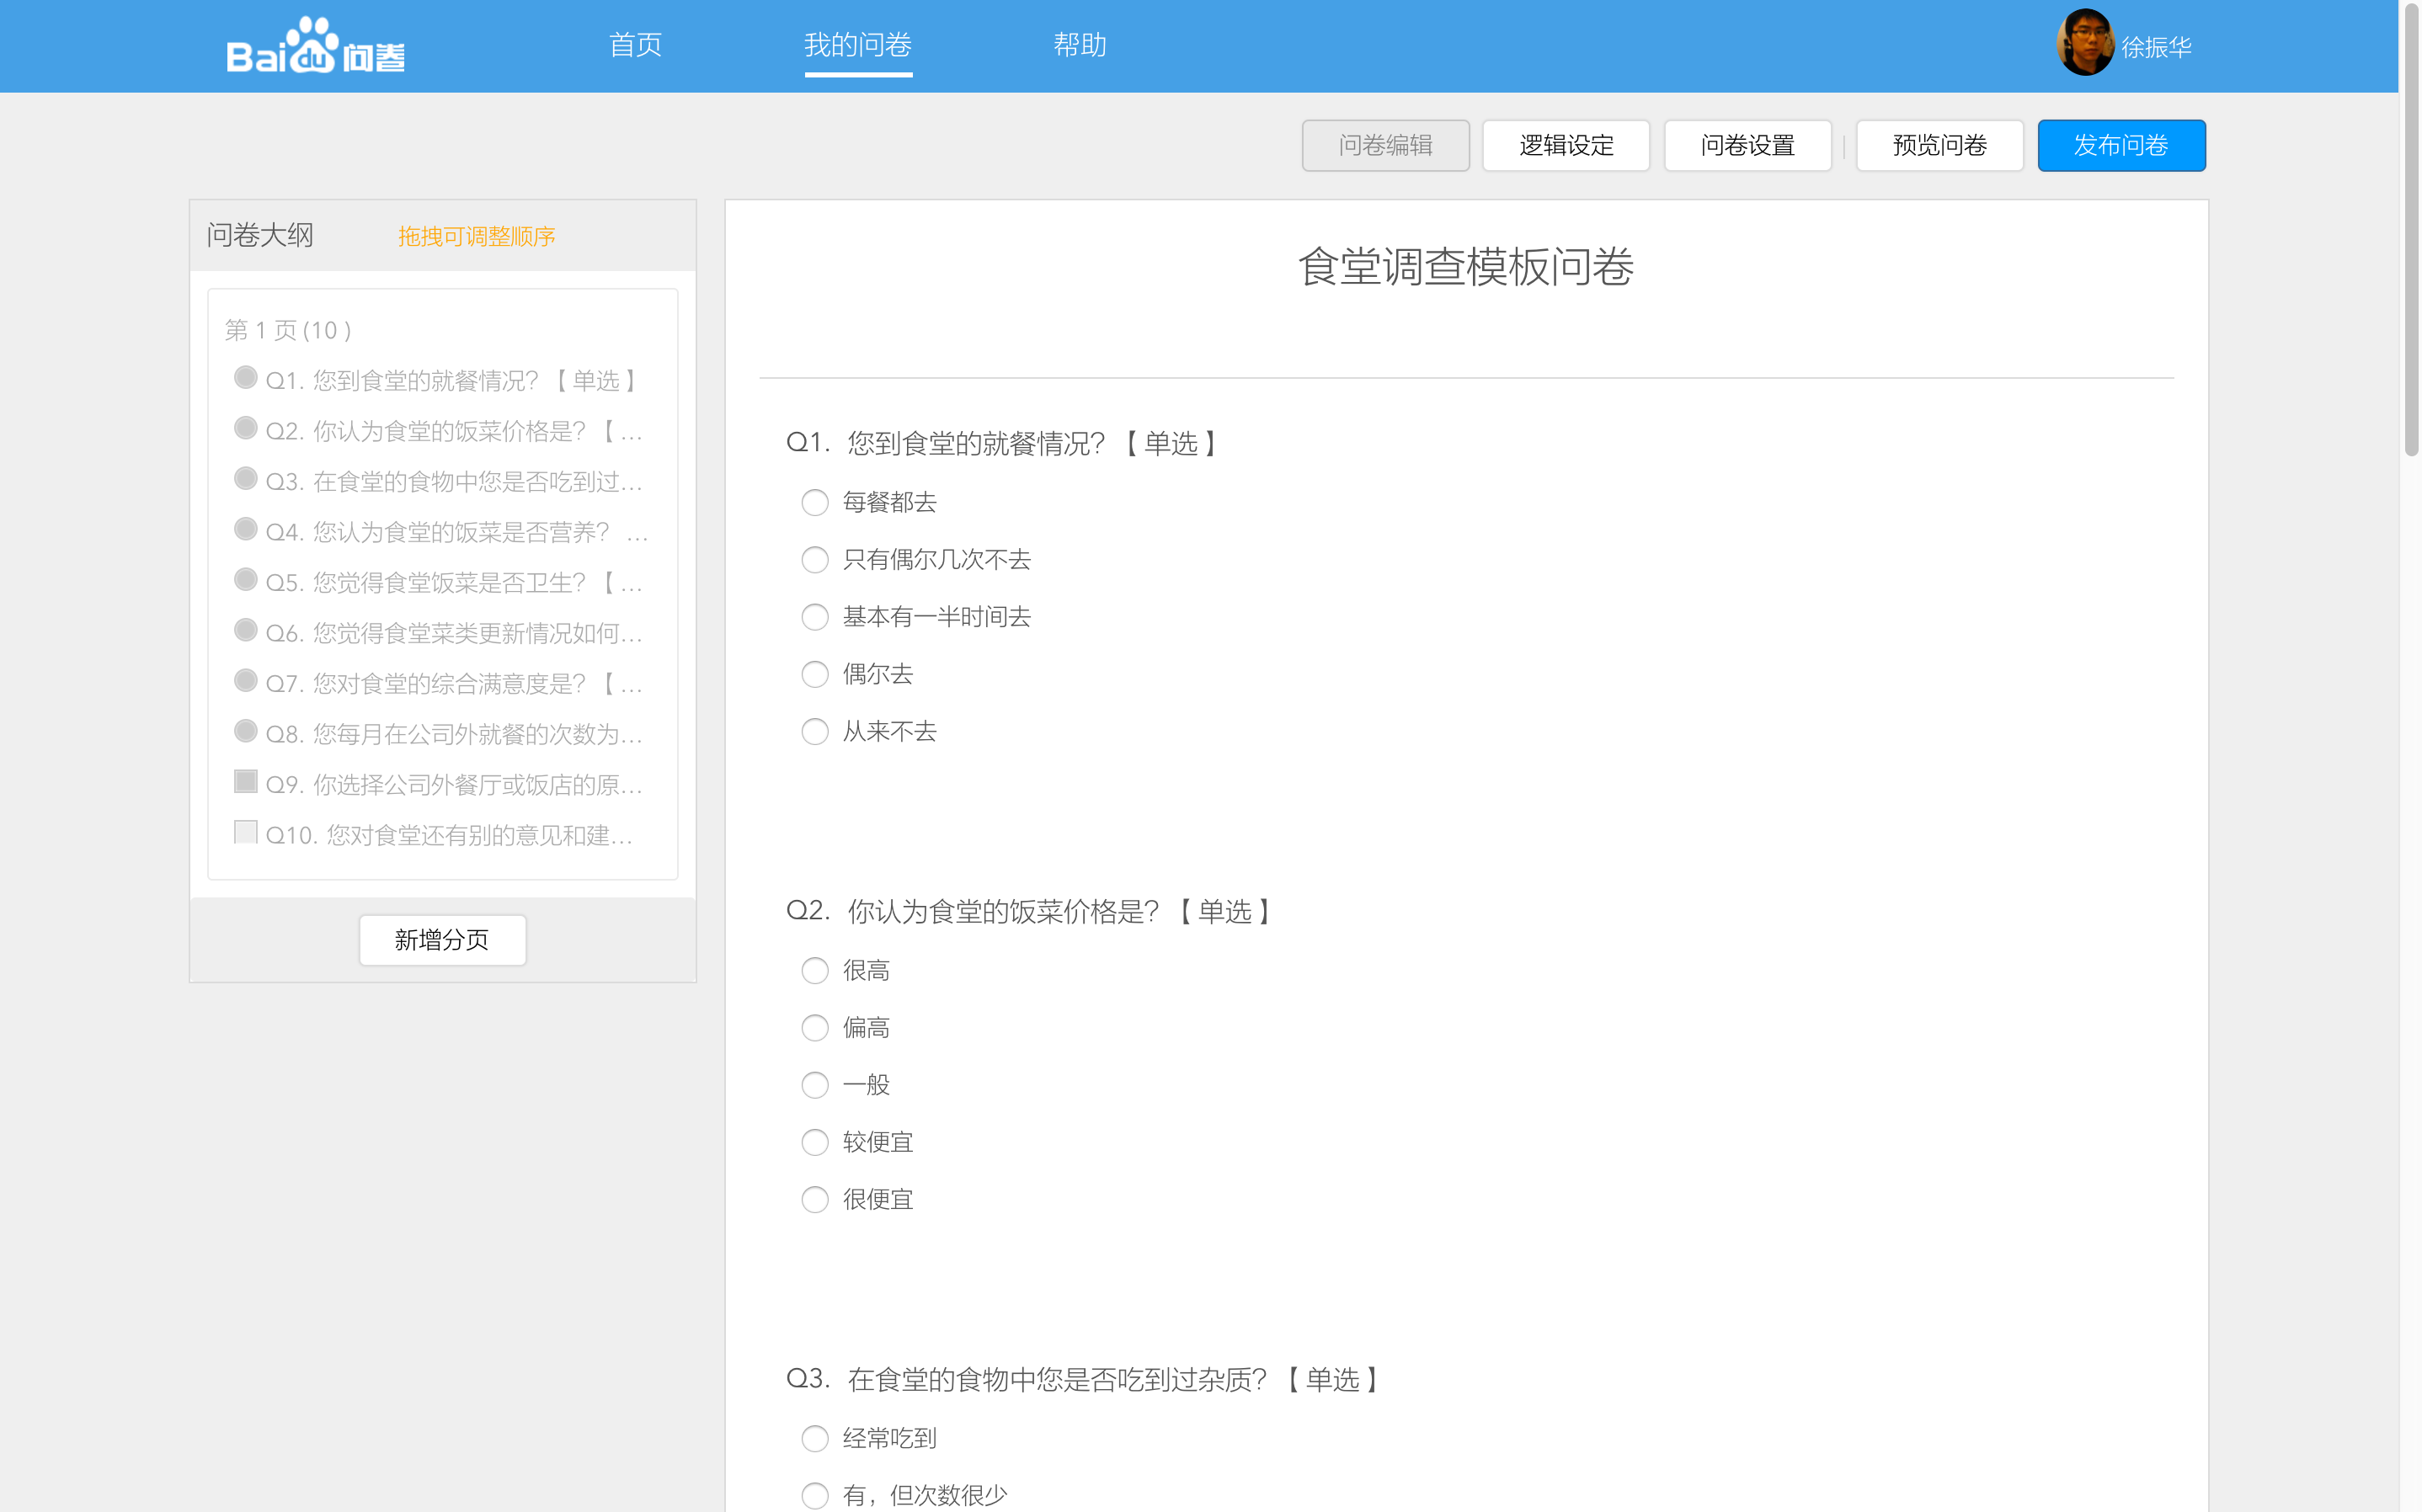 Baidu问卷
首页
我的问卷
帮助
徐振华
问卷编辑
逻辑设定
问卷设置
预览问卷
发布问卷
问卷大纲
拖拽可调整顺序
第 1 页 (10 )
Q1. 您到食堂的就餐情况？【 单选 】
Q2. 你认为食堂的饭菜价格是？【 ...
Q3. 在食堂的食物中您是否吃到过...
Q4. 您认为食堂的饭菜是否营养？ ...
Q5. 您觉得食堂饭菜是否卫生？【 ...
Q6. 您觉得食堂菜类更新情况如何...
Q7. 您对食堂的综合满意度是？【 ...
Q8. 您每月在公司外就餐的次数为...
Q9. 你选择公司外餐厅或饭店的原...
Q10. 您对食堂还有别的意见和建...
新增分页
食堂调查模板问卷
Q1. 您到食堂的就餐情况？【 单选 】
每餐都去
只有偶尔几次不去
基本有一半时间去
偶尔去
从来不去
Q2. 你认为食堂的饭菜价格是？【 单选 】
很高
偏高
一般
较便宜
很便宜
Q3. 在食堂的食物中您是否吃到过杂质？【 单选 】
经常吃到
有，但次数很少